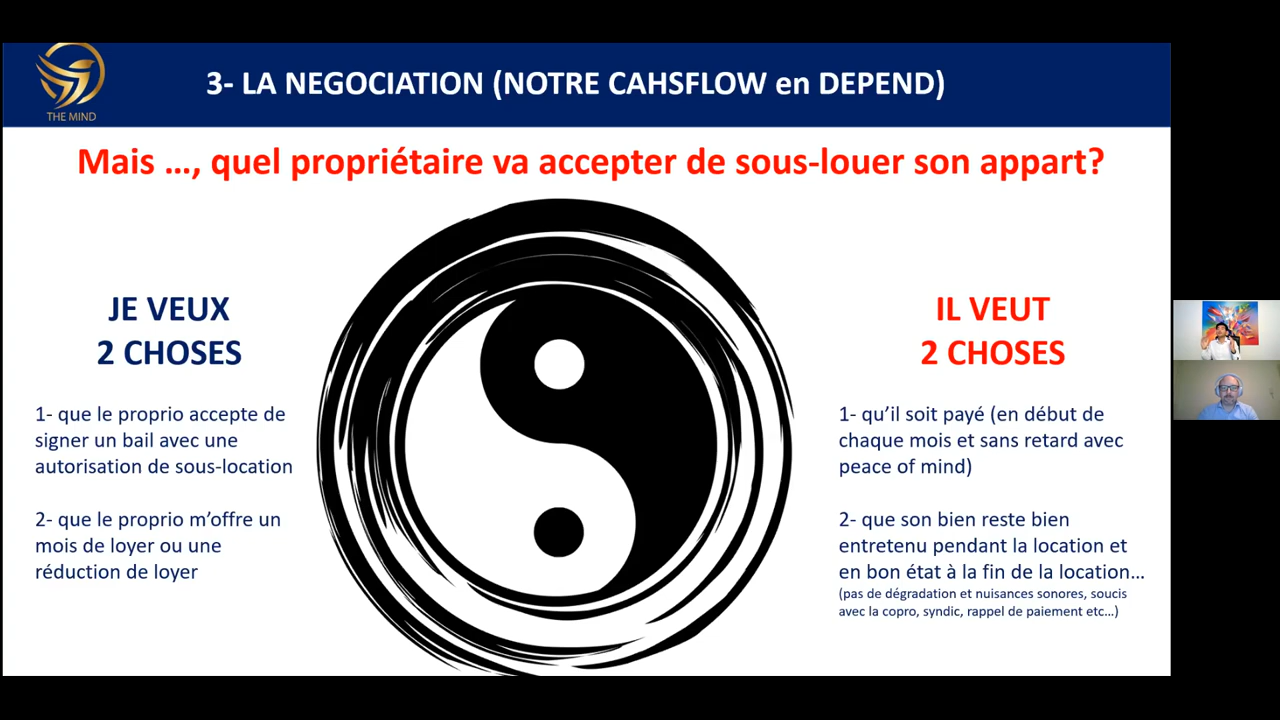 THE MIND
3- LA NEGOCIATION (NOTRE CAHSFLOW en DEPEND)
Mais ..., quel propriétaire va accepter de sous-louer son appart?
JE VEUX
2 CHOSES
1- que le proprio accepte de
signer un bail avec une
autorisation de sous-location
2- que le proprio m’offre un
mois de loyer ou une
réduction de loyer
IL VEUT
2 CHOSES
1- qu’il soit payé (en début de
chaque mois et sans retard avec
peace of mind)
2- que son bien reste bien
entretenu pendant la location et
en bon état à la fin de la location...
(pas de dégradation et nuisances sonores, soucis
avec la copro, syndic, rappel de paiement etc...)